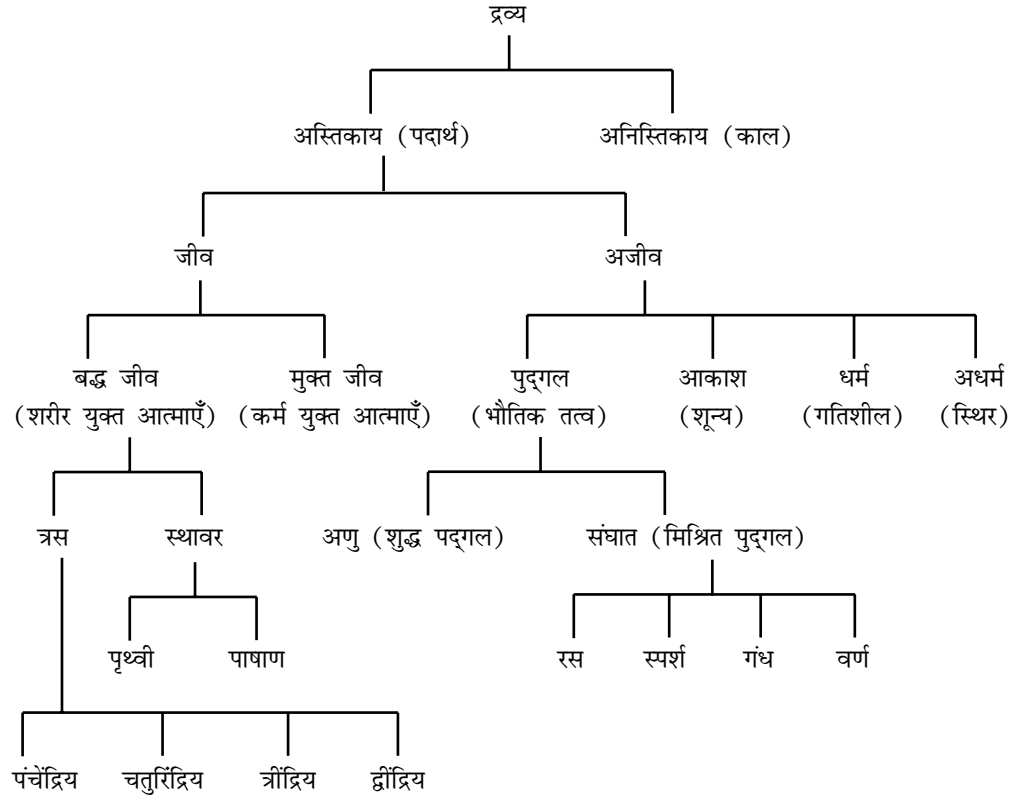 द्रव्य
अस्तिकाय (पदार्थ) अनिस्तिकाय (काल)
जीव अजीव
बद्ध जीव मुक्त जीव पुद्‌गल आकाश धर्म अधर्म
(शरीर युक्त आत्माएँ) (कर्म युक्त आत्माएँ) (भौतिक तत्व) (शून्य) (गतिशील) (स्थिर)
त्रस स्थावर अणु (शुद्ध पद्‌गल) संघात (मिश्रित पुद्‌गल)
पृथ्वी पाषाण रस स्पर्श गंध वर्ण
पंचेंद्रिय चतुरिंद्रिय त्रींद्रिय द्वींद्रिय